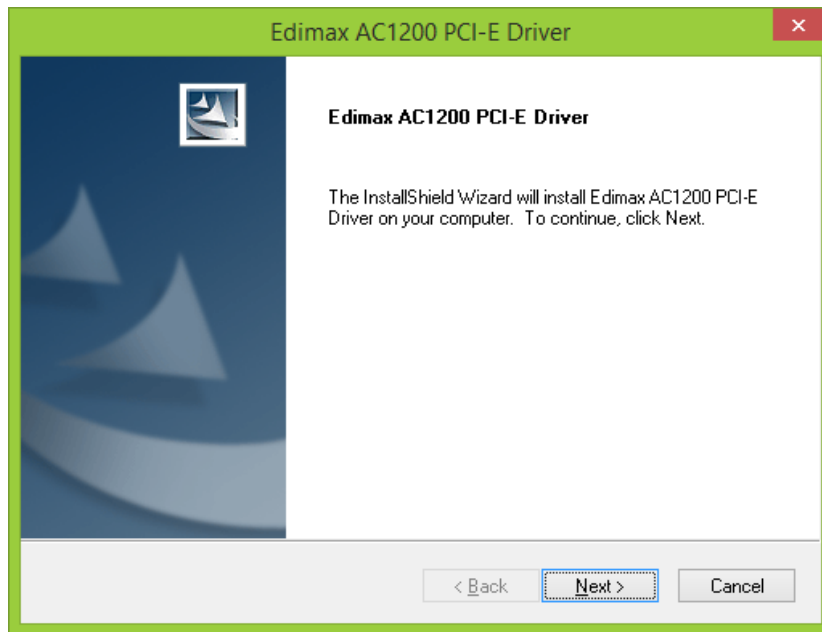 Edimax AC1200 PCI-E Driver
Edimax AC1200 PCI-E Driver
The InstallShield Wizard will install Edimax AC1200 PCI-E
Driver on your computer.  To continue, click Next.
< Back
Next >
Cancel